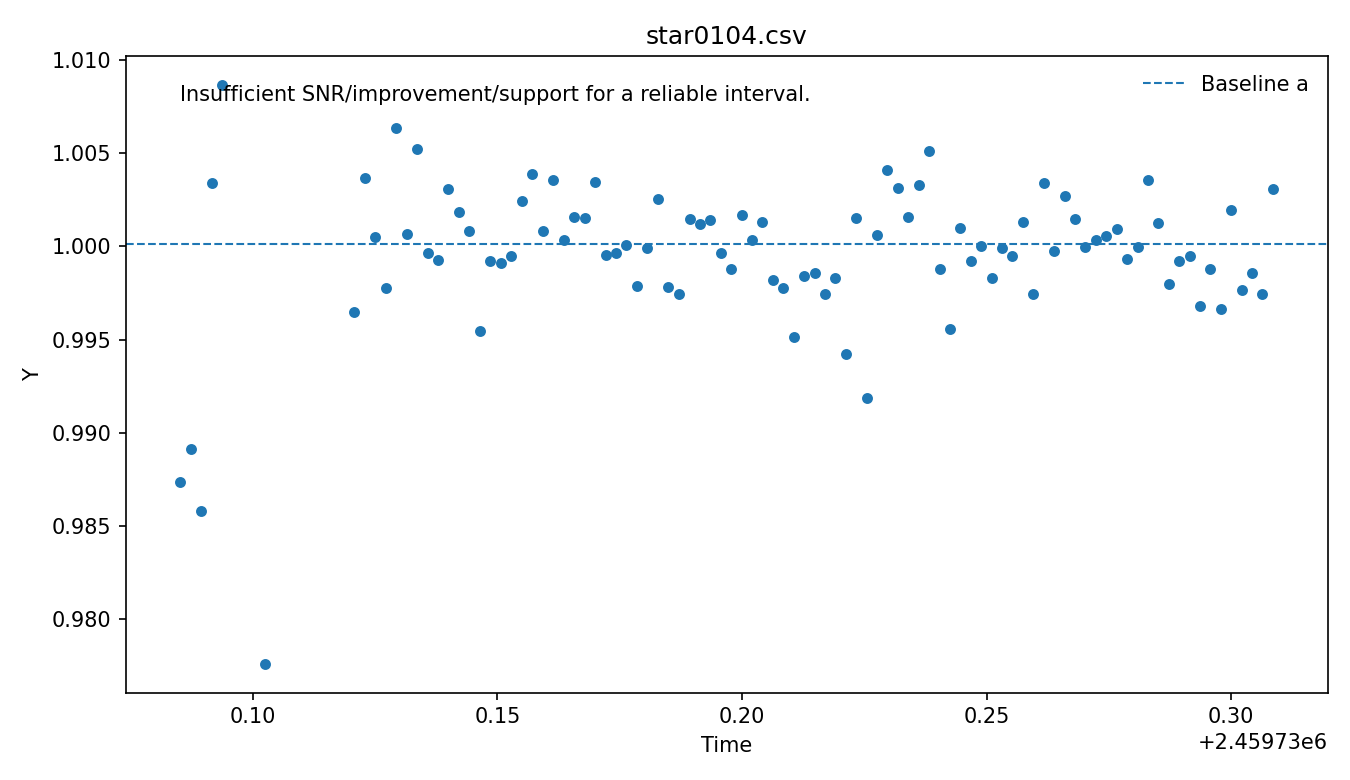 star0104.csv
1.010
1.005
1.000
0.995
0.990
0.985
0.980
Y
Insufficient SNR/improvement/support for a reliable interval.
Baseline a
0.10 0.15 0.20 0.25 0.30
Time
+2.45973e6